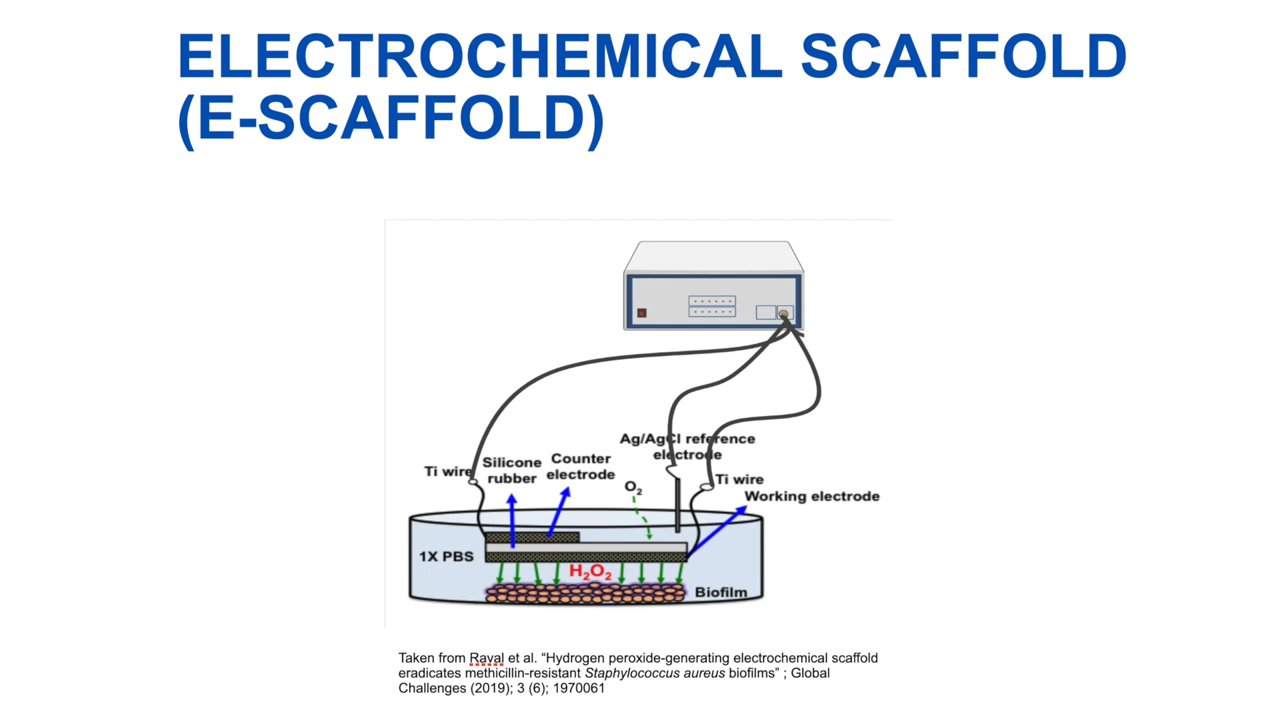 ELECTROCHEMICAL SCAFFOLD
(E-SCAFFOLD)
Ag/AgCl reference
electrode
Ti wire
Silicone
rubber
Counter
electrode
O₂
Ti wire
Working electrode
1X PBS
H₂O₂
Biofilm
Taken from Raval et al. “Hydrogen peroxide-generating electrochemical scaffold
eradicates methicillin-resistant Staphylococcus aureus biofilms” ; Global
Challenges (2019); 3 (6); 1970061